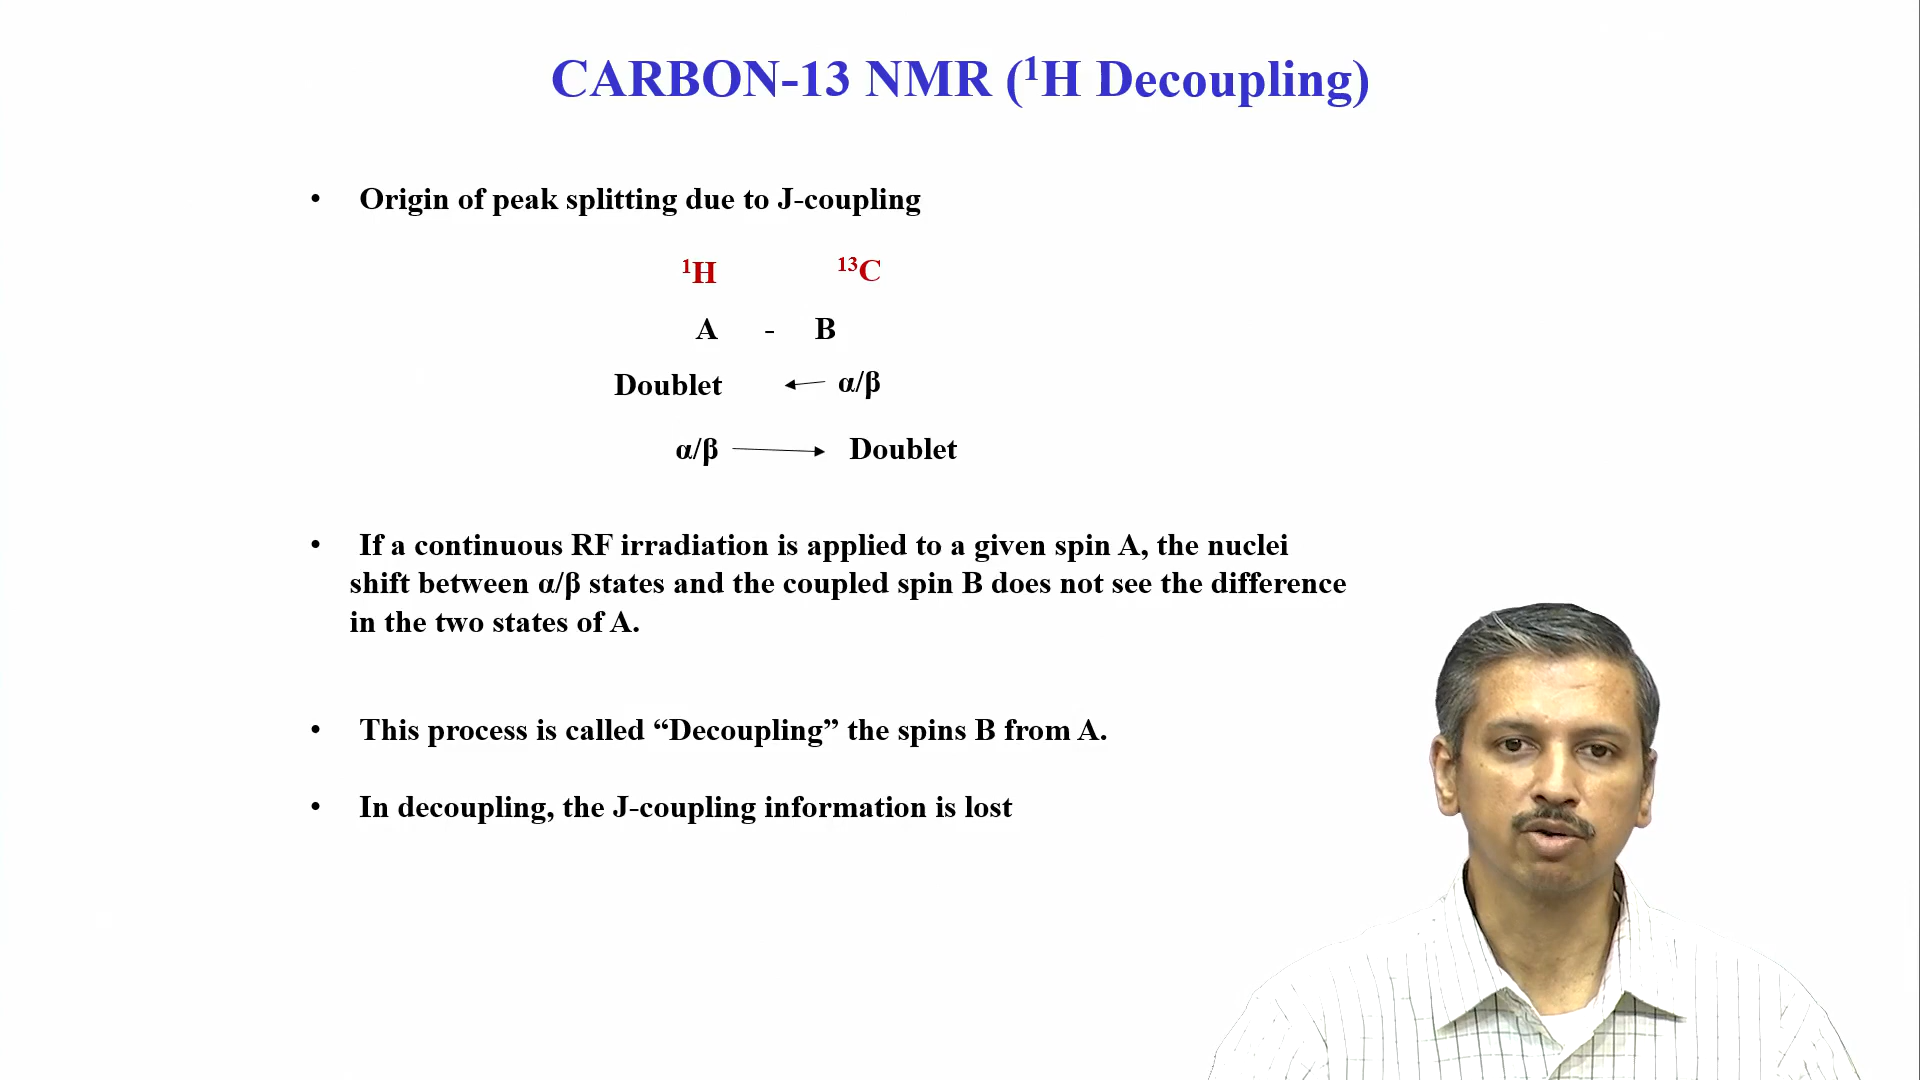 CARBON-13 NMR (¹H Decoupling)
• Origin of peak splitting due to J-coupling
¹H ¹³C
A - B
Doublet α/β
α/β Doublet
• If a continuous RF irradiation is applied to a given spin A, the nuclei
shift between α/β states and the coupled spin B does not see the difference
in the two states of A.
• This process is called “Decoupling” the spins B from A.
• In decoupling, the J-coupling information is lost